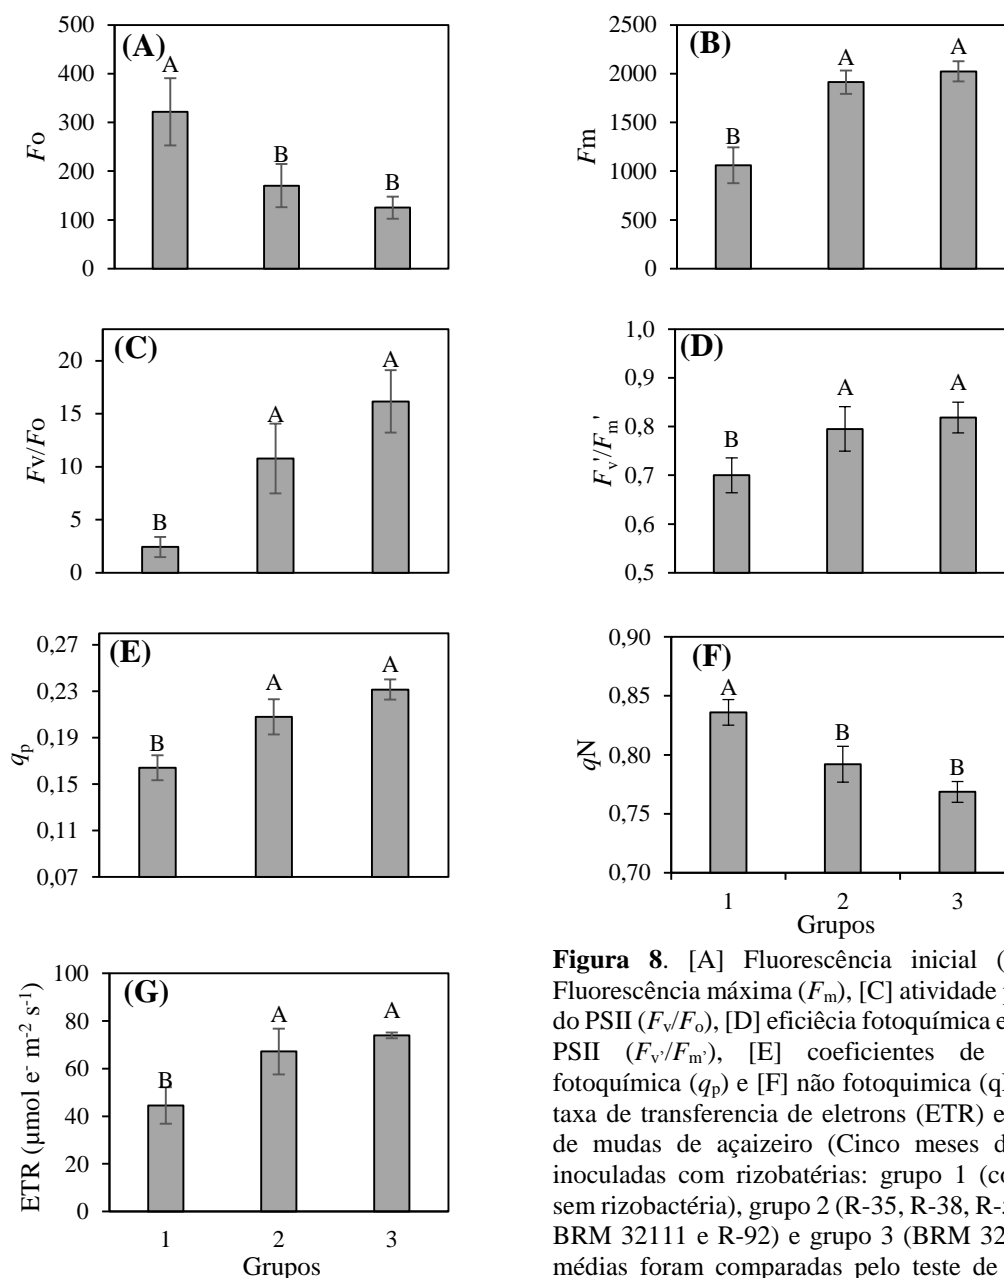 500
400
300
200
100
0
Fo
(A)
A
B
B
2500
2000
1500
1000
500
0
Fm
(B)
B
A
A
20
15
10
5
0
Fv/Fo
(C)
B
A
A
1,0
0,9
0,8
0,7
0,6
0,5
Fv'/Fm'
(D)
B
A
A
0,27
0,23
0,19
0,15
0,11
0,07
qp
(E)
B
A
A
0,90
0,85
0,80
0,75
0,70
qN
(F)
A
B
B
1 2 3
Grupos
100
80
60
40
20
0
ETR (µmol e- m-2 s-1)
(G)
B
A
A
1 2 3
Grupos
Figura 8. [A] Fluorescência inicial (
Fluorescência máxima (Fm), [C] atividade
do PSII (Fv/Fo), [D] eficiêcia fotoquímica
PSII (Fv'/Fm'), [E] coeficientes de
fotoquímica (qp) e [F] não fotoquimica
taxa de transferencia de eletrons (ETR)
de mudas de açaizeiro (Cinco meses
inoculadas com rizobatérias: grupo 1
sem rizobactéria), grupo 2 (R-35, R-38,
BRM 32111 e R-92) e grupo 3 (BRM
médias foram comparadas pelo teste de